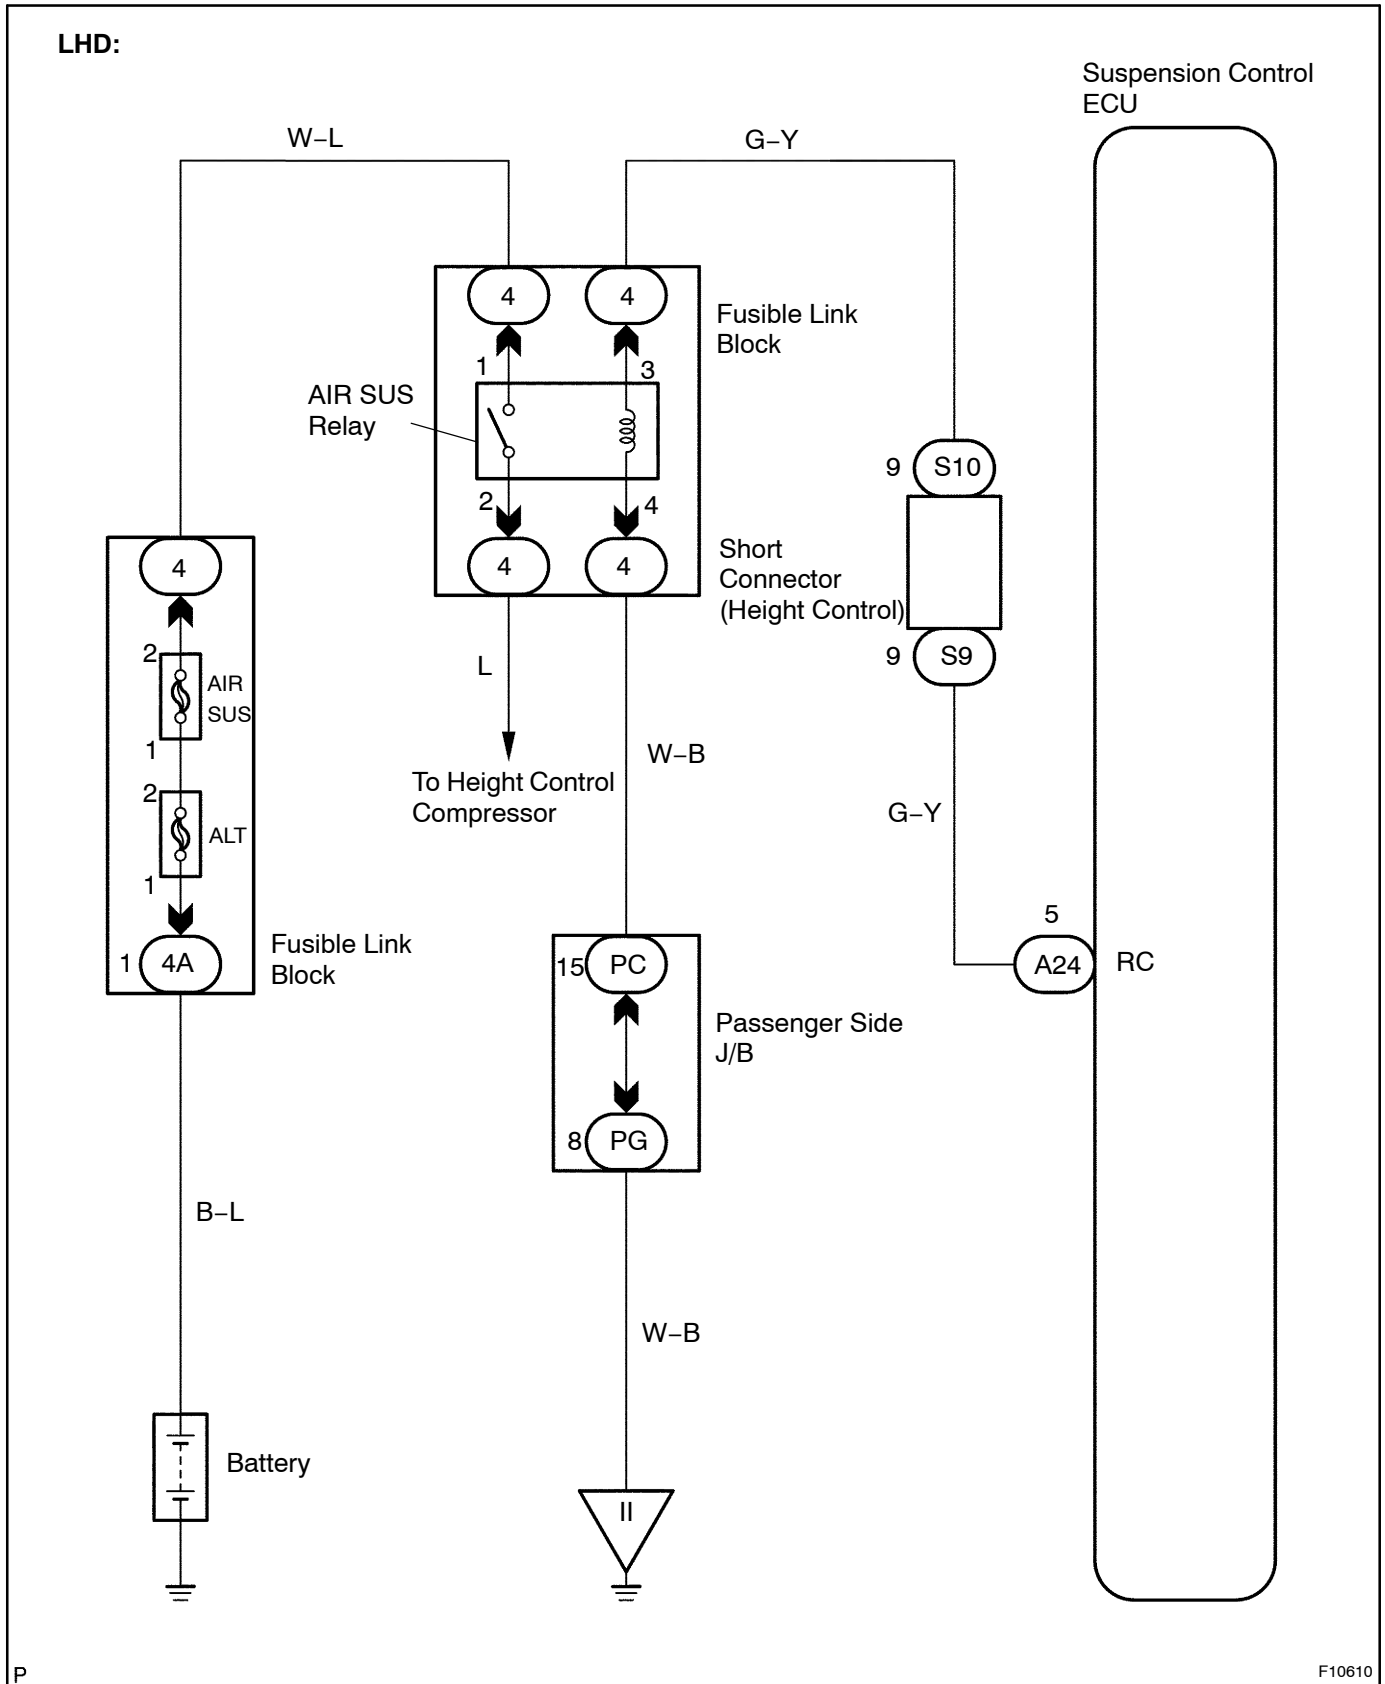 LHD:
Suspension Control
ECU
W–L
G–Y
4
4
Fusible Link
Block
1
3
AIR SUS
Relay
2
4
4
4
9
S10
Short
Connector
(Height Control)
9
S9
4
2
AIR
SUS
1
2
ALT
1
1
4A
Fusible Link
Block
L
To Height Control
Compressor
W–B
G–Y
5
A24
RC
15
PC
Passenger Side
J/B
8
PG
B–L
W–B
Battery
II
P
F10610